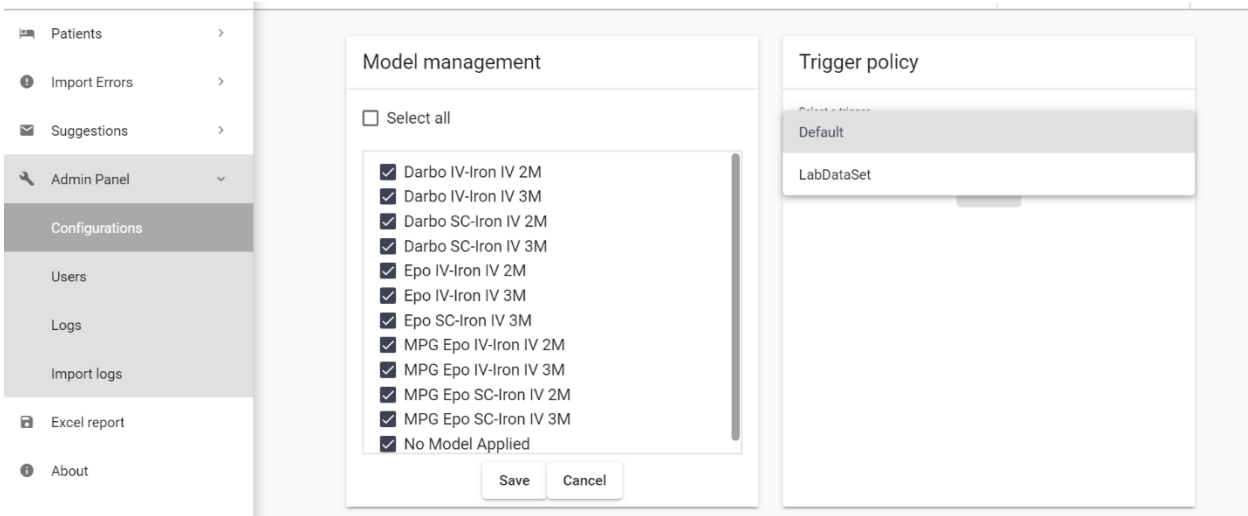 Patients
Import Errors
Suggestions
Admin Panel
Configurations
Users
Logs
Import logs
Excel report
About
Model management
Select all
Darbo IV-Iron IV 2M
Darbo IV-Iron IV 3M
Darbo SC-Iron IV 2M
Darbo SC-Iron IV 3M
Epo IV-Iron IV 2M
Epo IV-Iron IV 3M
Epo SC-Iron IV 3M
MPG Epo IV-Iron IV 2M
MPG Epo IV-Iron IV 3M
MPG Epo SC-Iron IV 2M
MPG Epo SC-Iron IV 3M
No Model Applied
Save Cancel
Trigger policy
Select a trigger
Default
LabDataSet